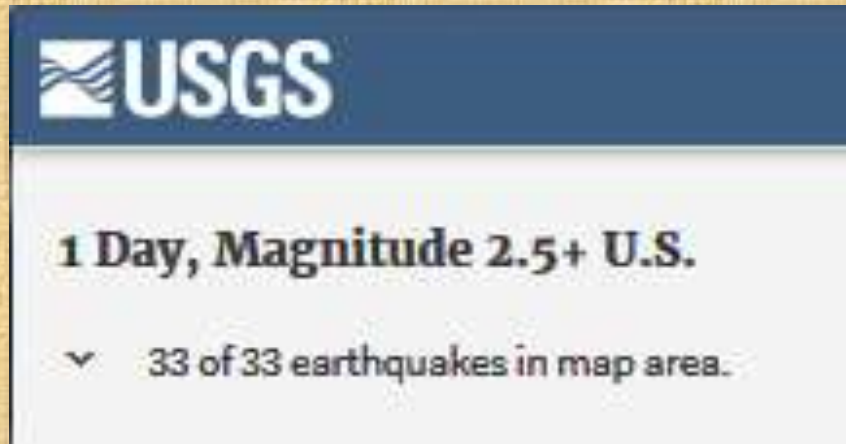 USGS
1 Day, Magnitude 2.5+ U.S.
33 of 33 earthquakes in map area.